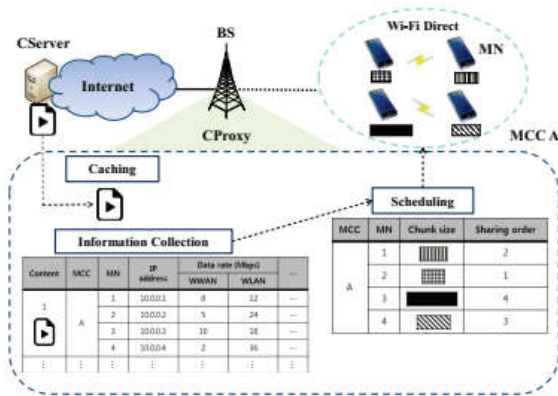 CServer
BS
Wi-Fi Direct
MN
Internet
CProxy
MCC A
Caching
Scheduling
Information Collection
MCC MN Chunk size Sharing order
A
1 2
2 1
3 4
4 3
Content MCC MN IP address Data rate (Mbps) ...
WWAN WLAN
1 A
1 10.0.0.1 8 12 ...
2 10.0.0.2 5 24 ...
3 10.0.0.3 10 18 ...
4 10.0.0.4 2 36 ...
⋮ ⋮ ⋮ ⋮ ⋮ ⋮ ⋮